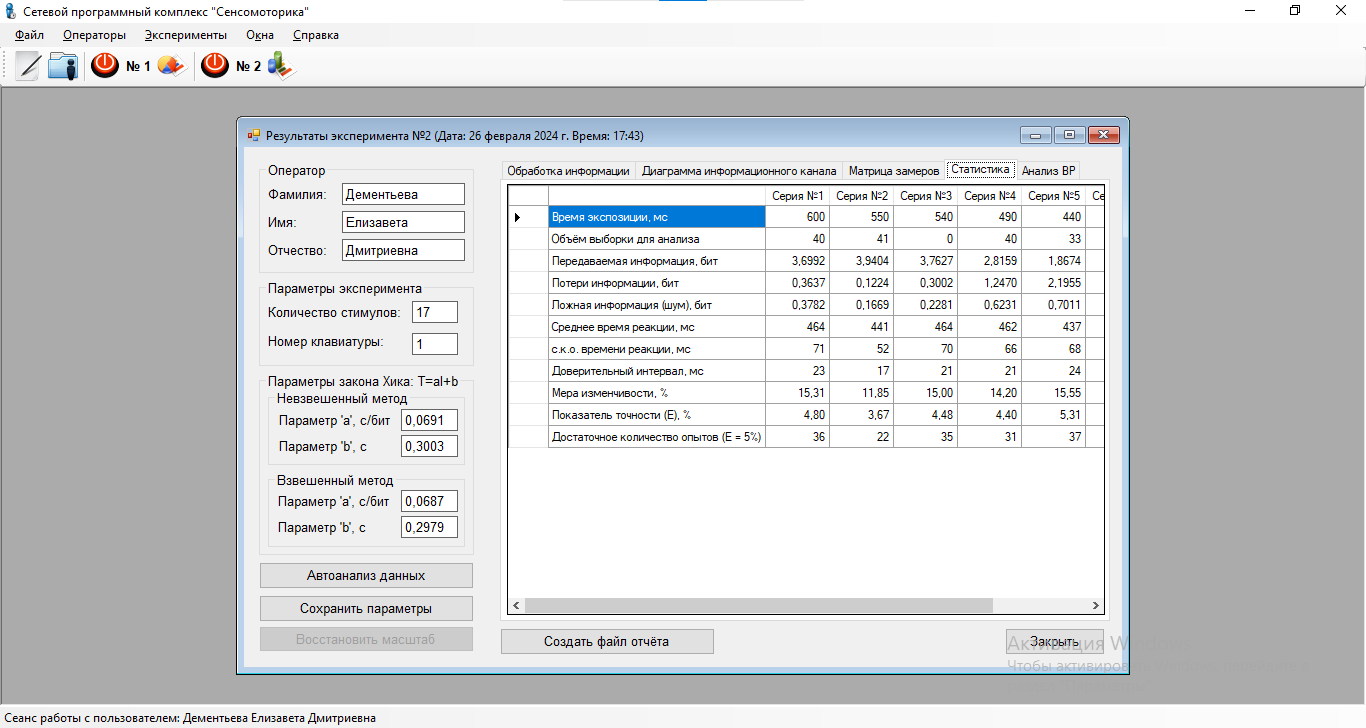 Сетевой программный комплекс "Сенсомоторика"
Файл Операторы Эксперименты Окна Справка
№ 1 № 2
Результаты эксперимента №2 (Дата: 26 февраля 2024 г. Время: 17:43)
Оператор
Фамилия: Дементьева
Имя: Елизавета
Отчество: Дмитриевна
Параметры эксперимента
Количество стимулов: 17
Номер клавиатуры: 1
Параметры закона Хика: T=aI+b
Невзвешенный метод
Параметр 'a', с/бит 0,0691
Параметр 'b', с 0,3003
Взвешенный метод
Параметр 'a', с/бит 0,0687
Параметр 'b', с 0,2979
Автоанализ данных
Сохранить параметры
Восстановить масштаб
Обработка информации Диаграмма информационного канала Матрица замеров Статистика Анализ ВР
Серия №1 Серия №2 Серия №3 Серия №4 Серия №5 Се
Время экспозиции, мс 600 550 540 490 440
Объём выборки для анализа 40 41 0 40 33
Передаваемая информация, бит 3,6992 3,9404 3,7627 2,8159 1,8674
Потери информации, бит 0,3637 0,1224 0,3002 1,2470 2,1955
Ложная информация (шум), бит 0,3782 0,1669 0,2281 0,6231 0,7011
Среднее время реакции, мс 464 441 464 462 437
с.к.о. времени реакции, мс 71 52 70 66 68
Доверительный интервал, мс 23 17 21 21 24
Мера изменчивости, % 15,31 11,85 15,00 14,20 15,55
Показатель точности (E), % 4,80 3,67 4,48 4,40 5,31
Достаточное количество опытов (E = 5%) 36 22 35 31 37
Создать файл отчёта
Закрыть
Активация W
Чтобы активиров
Сеанс работы с пользователем: Дементьева Елизавета Дмитриевна